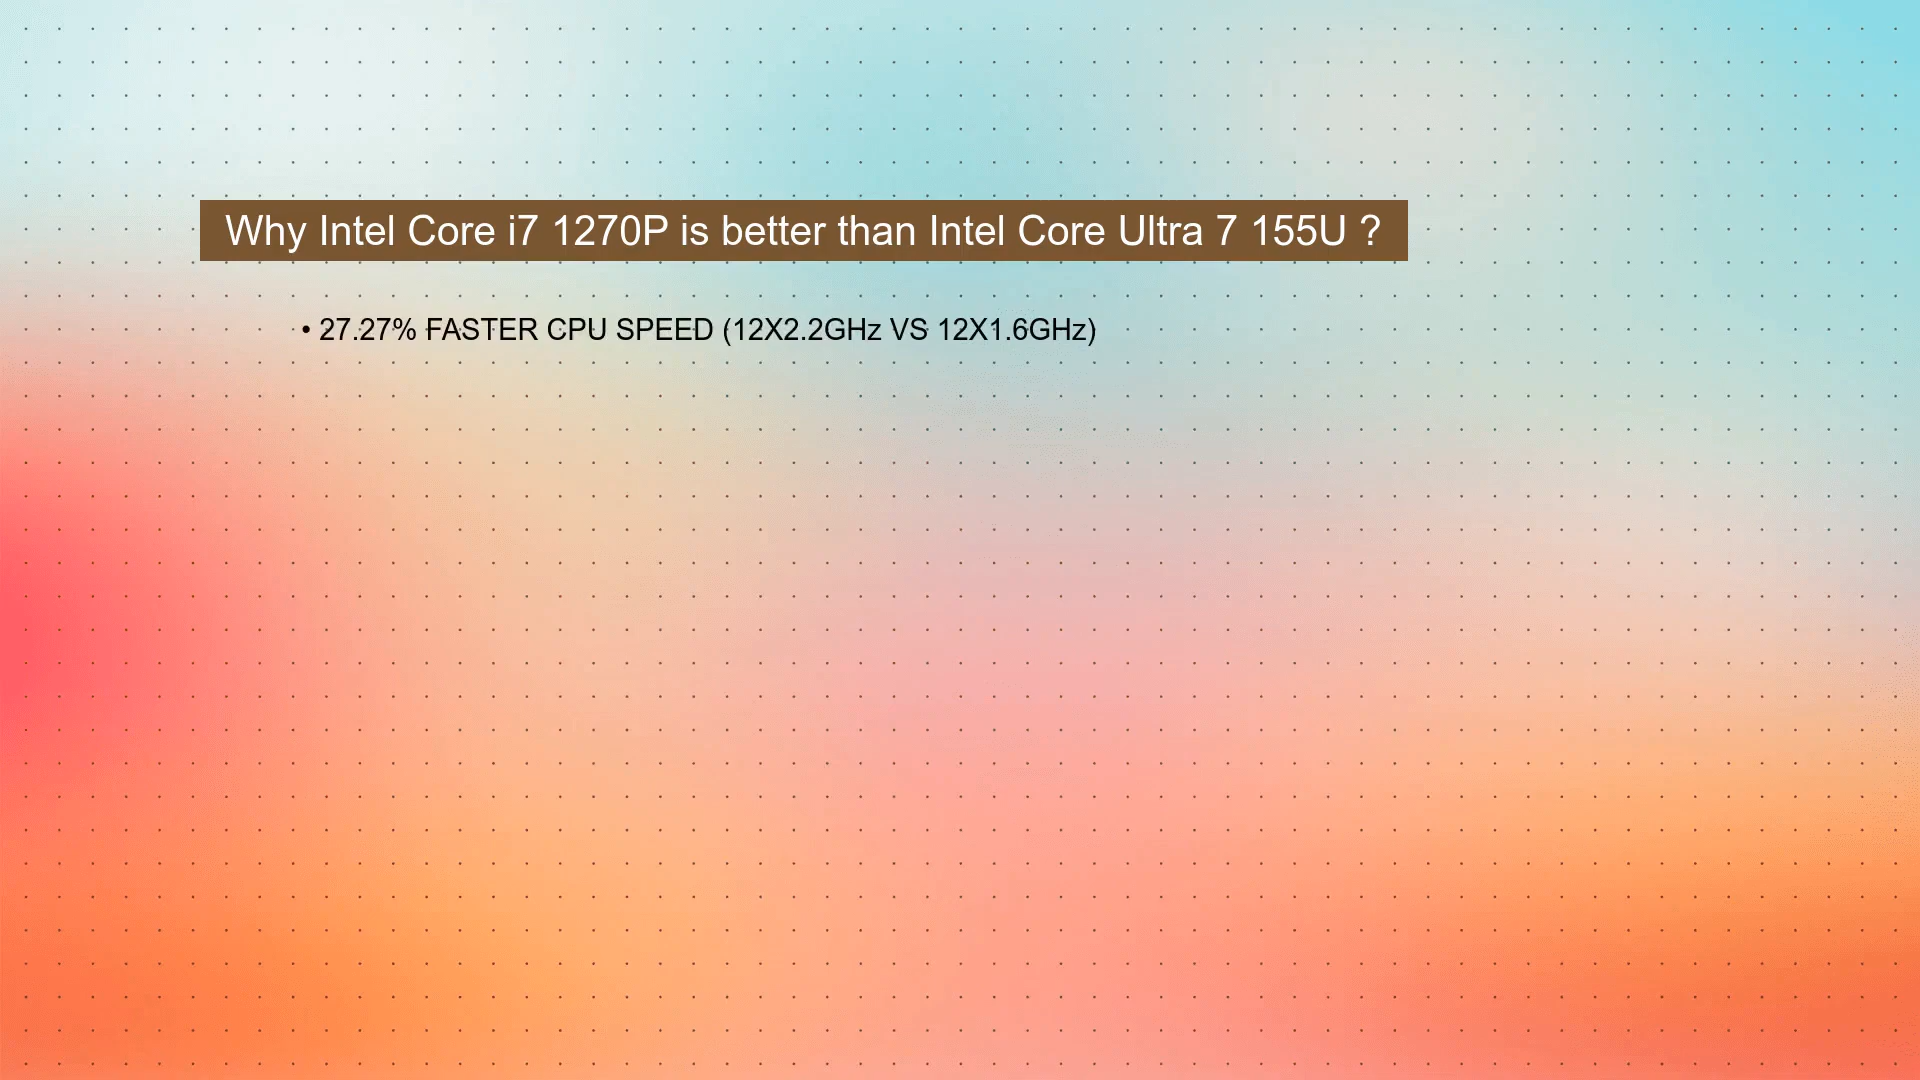 Why Intel Core i7 1270P is better than Intel Core Ultra 7 155U ?
• 27.27% FASTER CPU SPEED (12X2.2GHz VS 12X1.6GHz)